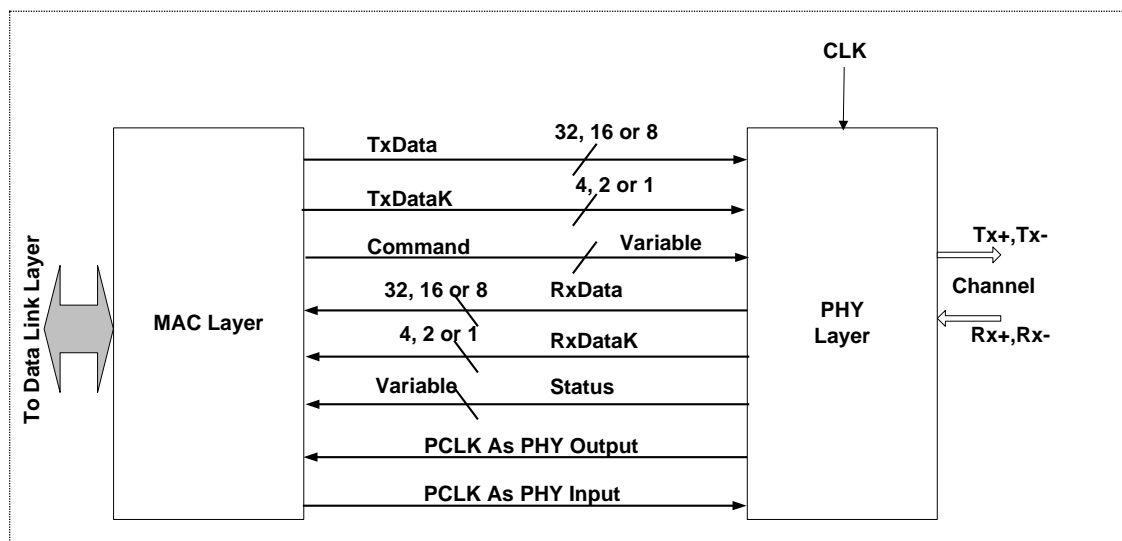 CLK
32, 16 or 8
TxData
4, 2 or 1
TxDataK
Command
Variable
Tx+,Tx-
32, 16 or 8
RxData
Channel
To Data Link Layer
MAC Layer
PHY
Layer
4, 2 or 1
RxDataK
Rx+,Rx-
Variable
Status
PCLK As PHY Output
PCLK As PHY Input